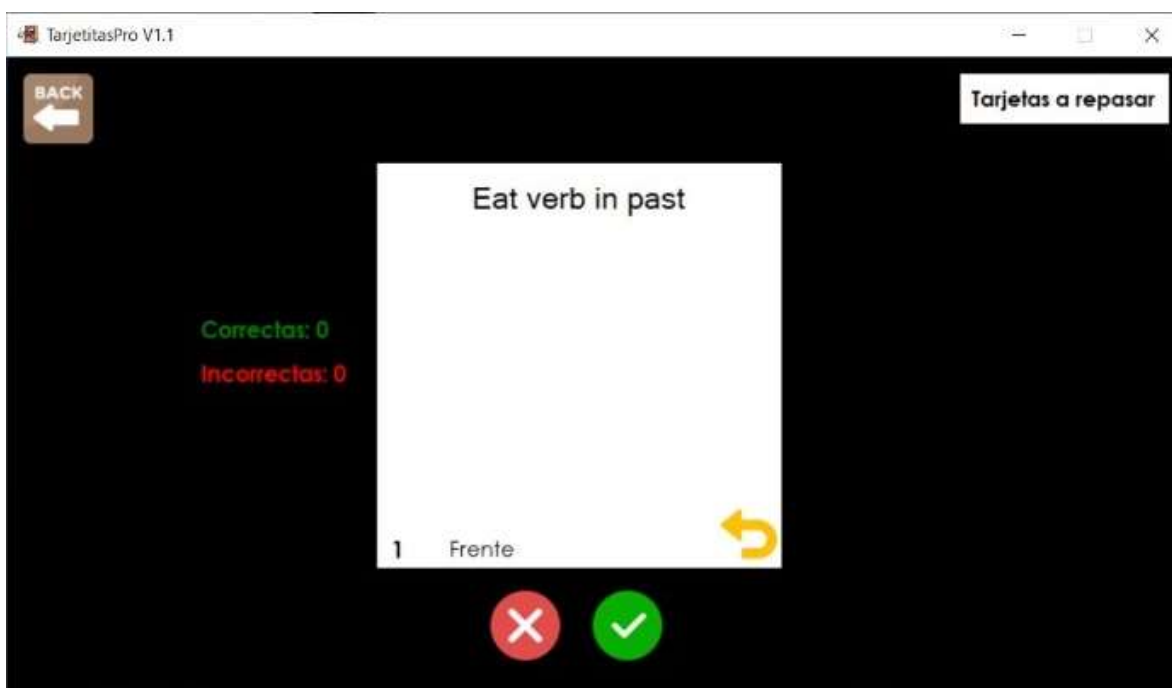 TarjetitasPro V1.1
BACK
Tarjetas a repasar
Eat verb in past
Correctas: 0
Incorrectas: 0
1 Frente